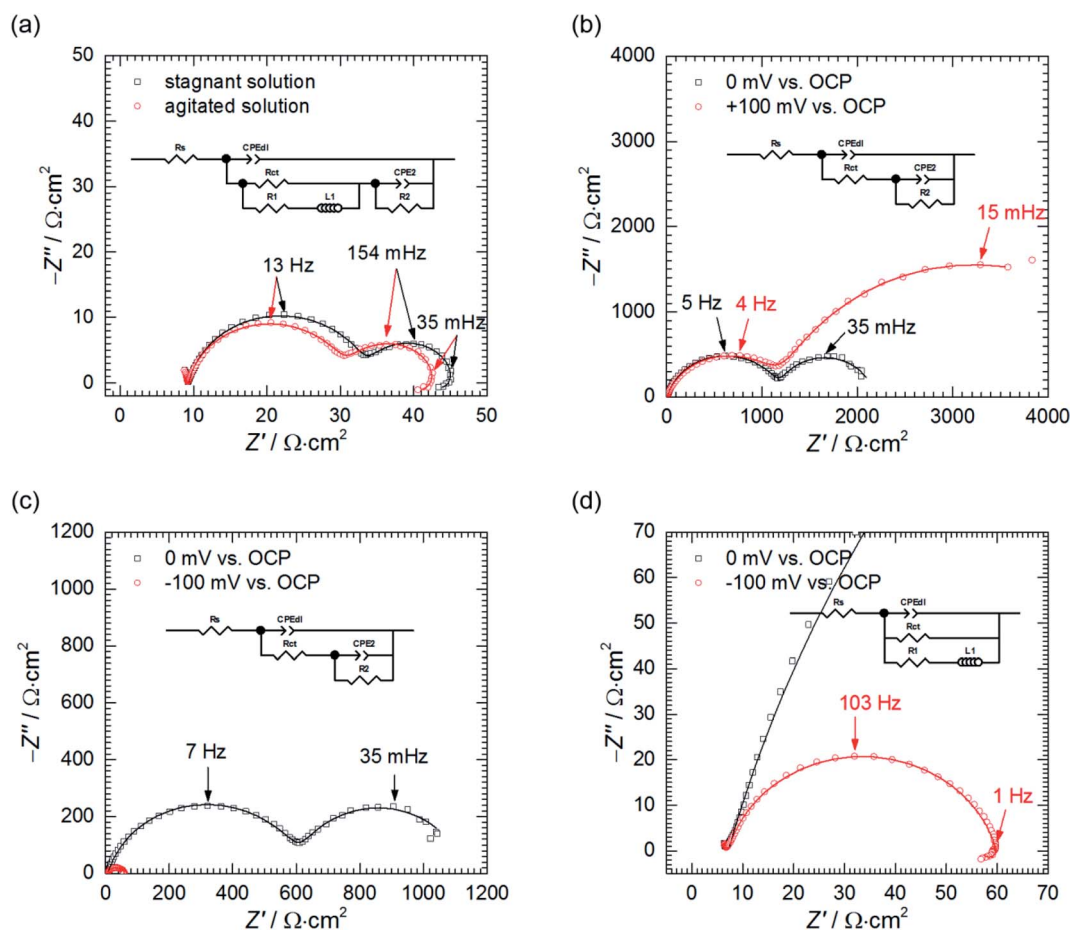 (a)
50
40
30
20
10
0
0 10 20 30 40 50
−Z″ / Ω·cm²
Z′ / Ω·cm²
stagnant solution
agitated solution
Rs
CPEdl
Rct
CPE2
R1
L1
R2
13 Hz
154 mHz
35 mHz
(b)
4000
3000
2000
1000
0
0 1000 2000 3000 4000
−Z″ / Ω·cm²
Z′ / Ω·cm²
0 mV vs. OCP
+100 mV vs. OCP
Rs
CPEdl
Rct
CPE2
R2
15 mHz
5 Hz
4 Hz
35 mHz
(c)
1200
1000
800
600
400
200
0
0 200 400 600 800 1000 1200
−Z″ / Ω·cm²
Z′ / Ω·cm²
0 mV vs. OCP
-100 mV vs. OCP
Rs
CPEdl
Rct
CPE2
R2
7 Hz
35 mHz
(d)
70
60
50
40
30
20
10
0
0 10 20 30 40 50 60 70
−Z″ / Ω·cm²
Z′ / Ω·cm²
0 mV vs. OCP
-100 mV vs. OCP
Rs
CPEdl
Rct
R1
L1
103 Hz
1 Hz